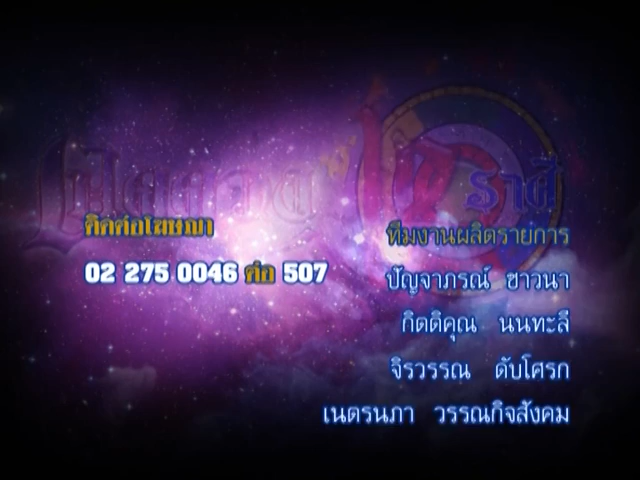 ราศี
ติดต่อโฆษณา
02 275 0046 ต่อ 507
ทีมงานผลิตรายการ
ปัญจาภรณ์ ชาวนา
กิตติคุณ นนทะลี
จิรวรรณ ดับโศรก
เนตรนภา วรรณกิจสังคม